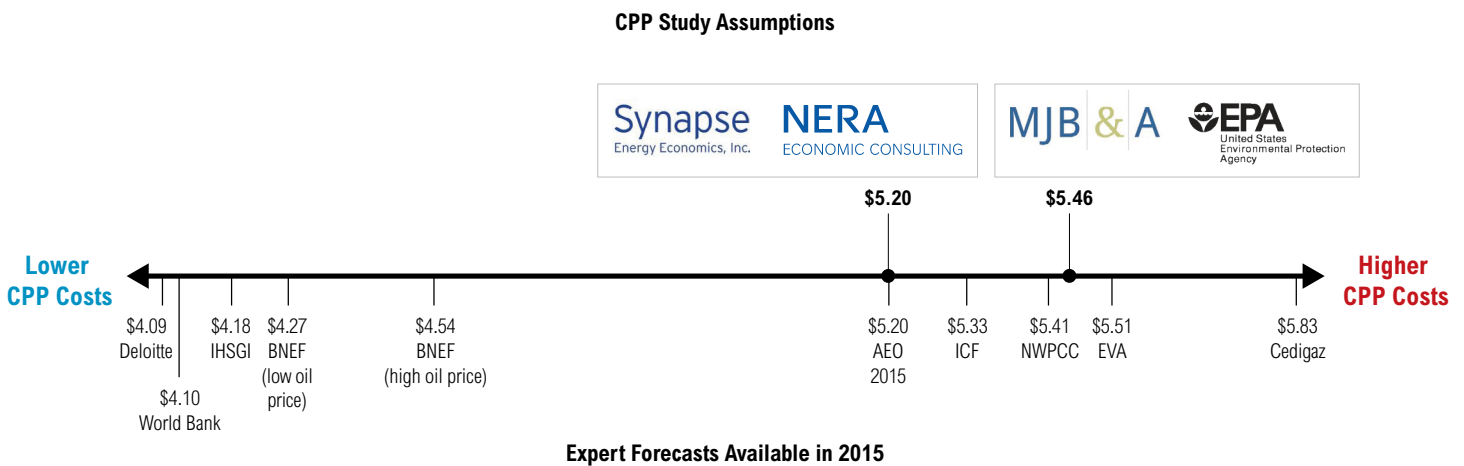 CPP Study Assumptions
Synapse
Energy Economics, Inc.
NERA
ECONOMIC CONSULTING
MJB & A
EPA
United States
Environmental Protection
Agency
$5.20
$5.46
Lower
CPP Costs
Higher
CPP Costs
$4.09
Deloitte
$4.10
World Bank
$4.18
IHSGI
$4.27
BNEF
(low oil
price)
$4.54
BNEF
(high oil price)
$5.20
AEO
2015
$5.33
ICF
$5.41
NWPCC
$5.51
EVA
$5.83
Cedigaz
Expert Forecasts Available in 2015